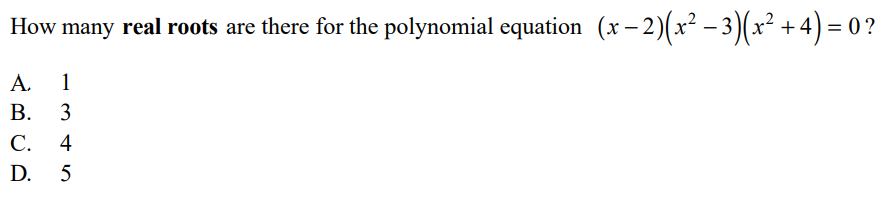 How many real roots are there for the polynomial equation (x – 2)(x² – 3)(x² + 4) = 0 ?
A. 1
B. 3
C. 4
D. 5